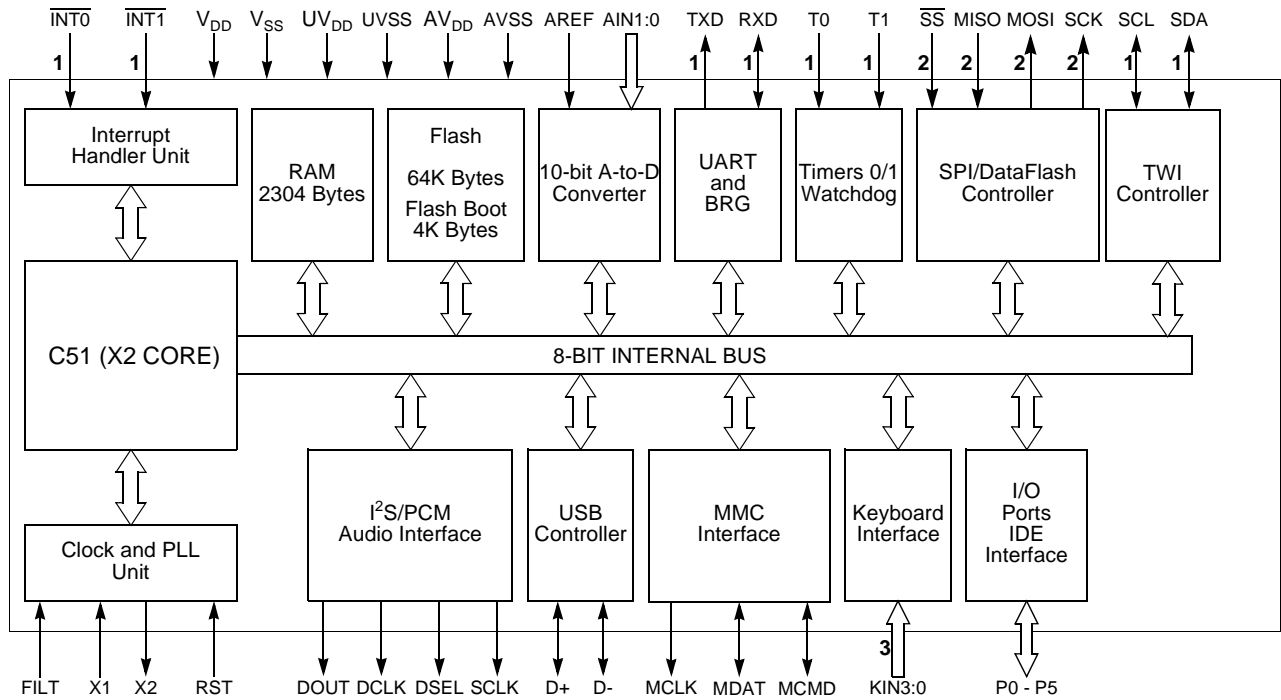 INT0 INT1 VDD VSS UVDD UVSS AVDD AVSS AREF AIN1:0 TXD RXD T0 T1 SS MISO MOSI SCK SCL SDA
1 1 1 1 1 1 2 2 2 2 1 1
Interrupt
Handler Unit
RAM
2304 Bytes
Flash
64K Bytes
Flash Boot
4K Bytes
10-bit A-to-D
Converter
UART
and
BRG
Timers 0/1
Watchdog
SPI/DataFlash
Controller
TWI
Controller
C51 (X2 CORE)
8-BIT INTERNAL BUS
Clock and PLL
Unit
I2S/PCM
Audio Interface
USB
Controller
MMC
Interface
Keyboard
Interface
I/O
Ports
IDE
Interface
3
FILT X1 X2 RST DOUT DCLK DSEL SCLK D+ D- MCLK MDAT MCMD KIN3:0 P0 - P5